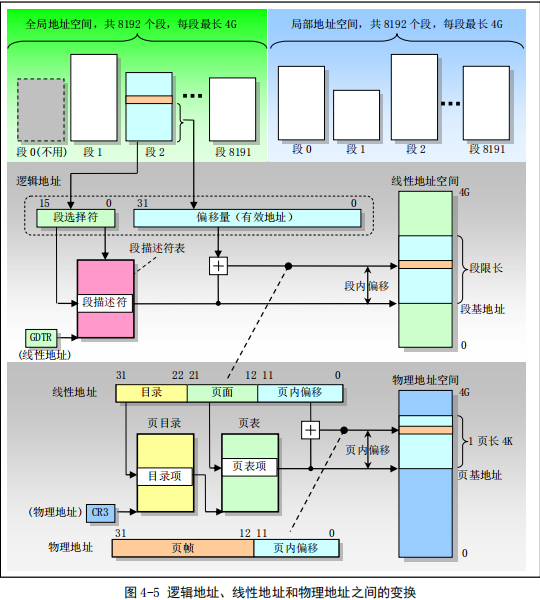 全局地址空间，共 8192 个段，每段最长 4G
局部地址空间，共 8192 个段，每段最长 4G
段 0(不用)
段 1
段 2
段 8191
段 0
段 1
段 2
段 8191
逻辑地址
线性地址空间
15 0
31 0
4G
段选择符
偏移量（有效地址）
段描述符表
段限长
段内偏移
段描述符
段基地址
GDTR
(线性地址)
0
31 22 21 12 11 0
物理地址空间
线性地址
目录
页面
页内偏移
4G
页目录
页表
页内偏移
1 页长 4K
页表项
目录项
页基地址
(物理地址)
CR3
31 12 11 0
物理地址
页帧
页内偏移
0
图 4-5 逻辑地址、线性地址和物理地址之间的变换